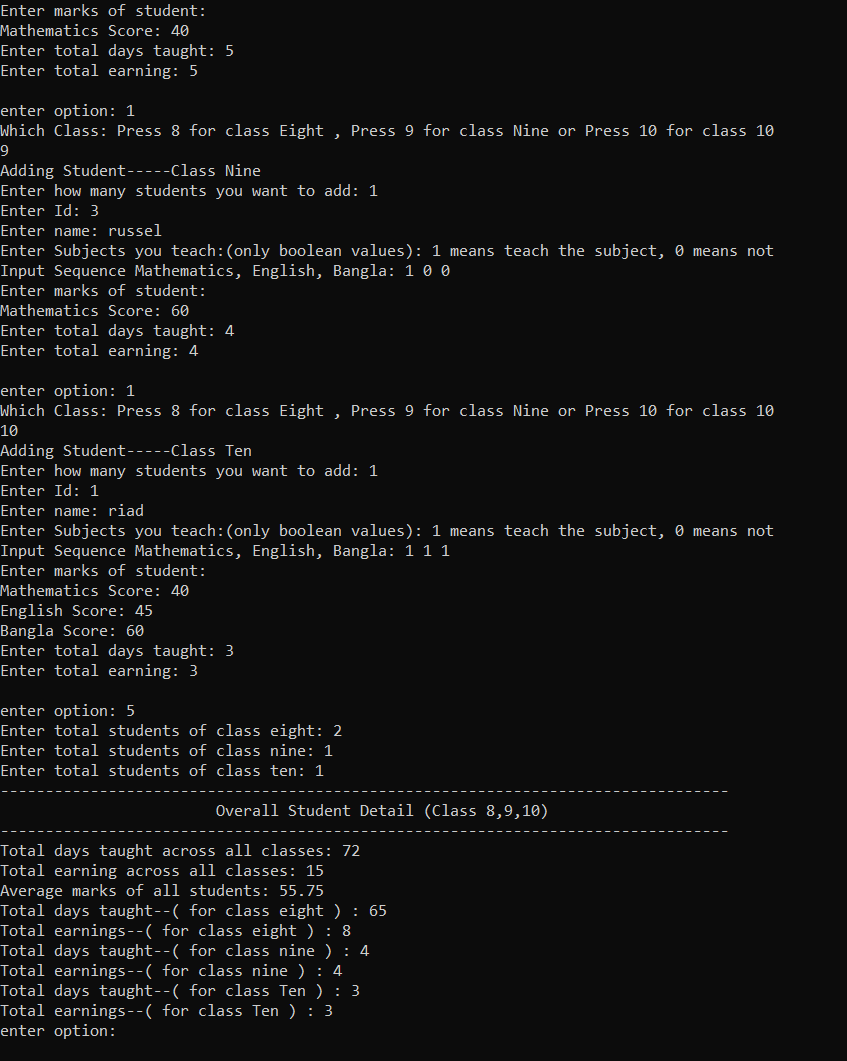 Enter marks of student:
Mathematics Score: 40
Enter total days taught: 5
Enter total earning: 5
enter option: 1
Which Class: Press 8 for class Eight , Press 9 for class Nine or Press 10 for class 10
9
Adding Student-----Class Nine
Enter how many students you want to add: 1
Enter Id: 3
Enter name: russel
Enter Subjects you teach:(only boolean values): 1 means teach the subject, 0 means not
Input Sequence Mathematics, English, Bangla: 1 0 0
Enter marks of student:
Mathematics Score: 60
Enter total days taught: 4
Enter total earning: 4
enter option: 1
Which Class: Press 8 for class Eight , Press 9 for class Nine or Press 10 for class 10
10
Adding Student-----Class Ten
Enter how many students you want to add: 1
Enter Id: 1
Enter name: riad
Enter Subjects you teach:(only boolean values): 1 means teach the subject, 0 means not
Input Sequence Mathematics, English, Bangla: 1 1 1
Enter marks of student:
Mathematics Score: 40
English Score: 45
Bangla Score: 60
Enter total days taught: 3
Enter total earning: 3
enter option: 5
Enter total students of class eight: 2
Enter total students of class nine: 1
Enter total students of class ten: 1
---------------------------------------------------------------------------------
Overall Student Detail (Class 8,9,10)
---------------------------------------------------------------------------------
Total days taught across all classes: 72
Total earning across all classes: 15
Average marks of all students: 55.75
Total days taught--( for class eight ) : 65
Total earnings--( for class eight ) : 8
Total days taught--( for class nine ) : 4
Total earnings--( for class nine ) : 4
Total days taught--( for class Ten ) : 3
Total earnings--( for class Ten ) : 3
enter option: